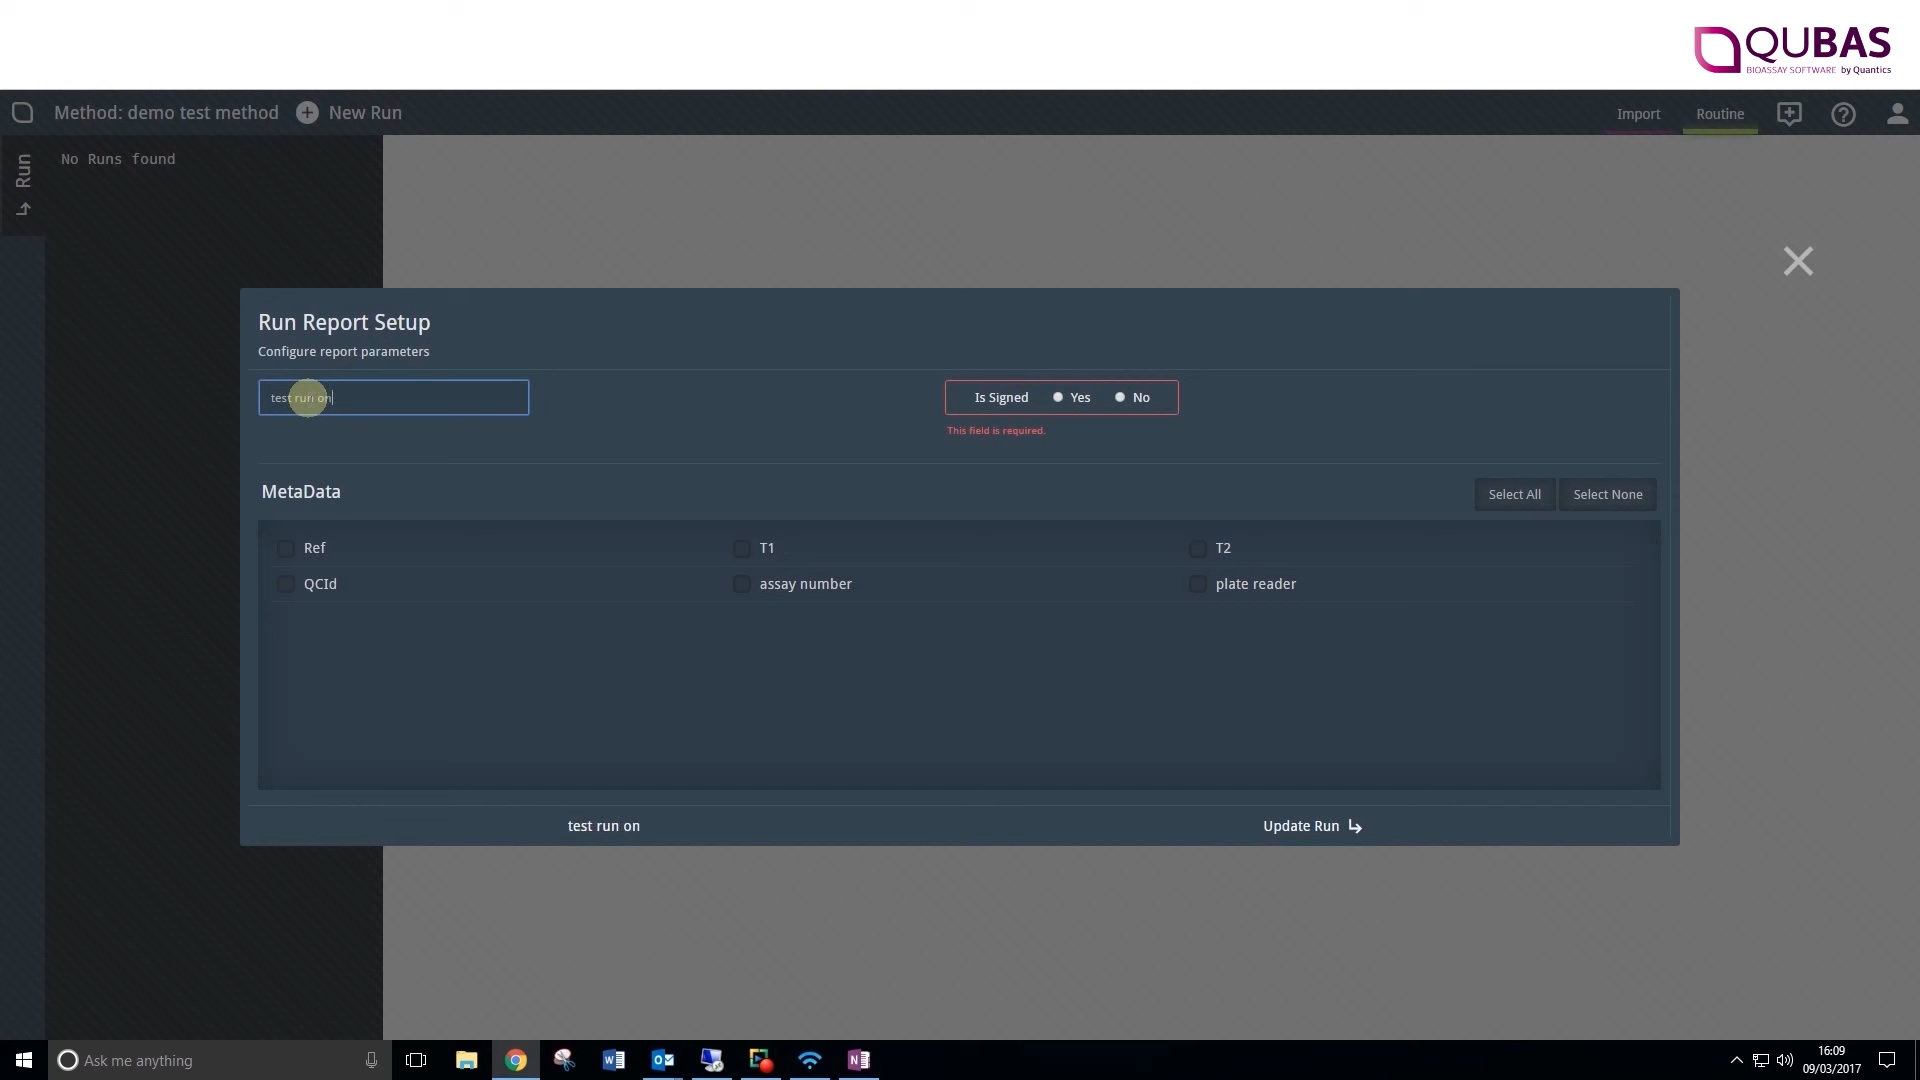 QUBAS
BIOASSAY SOFTWARE by Quantics
Method: demo test method
New Run
Import
Routine
Run
No Runs found
Run Report Setup
Configure report parameters
test run on
Is Signed Yes No
This field is required.
MetaData
Select All
Select None
Ref
T1
T2
QCId
assay number
plate reader
test run on
Update Run
Ask me anything
16:09
09/03/2017